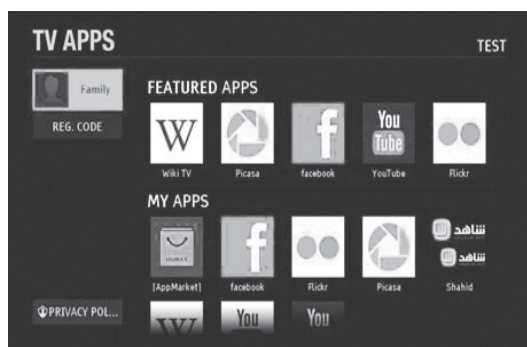 TV APPS
TEST
Family
REG. CODE
FEATURED APPS
W
f
You
Tube
Wiki TV Picasa facebook YouTube Flickr
MY APPS
HUMAX
f
شاهد
شاهد
[AppMarket] facebook Flickr Picasa Shahid
PRIVACY POL...
W
You
You